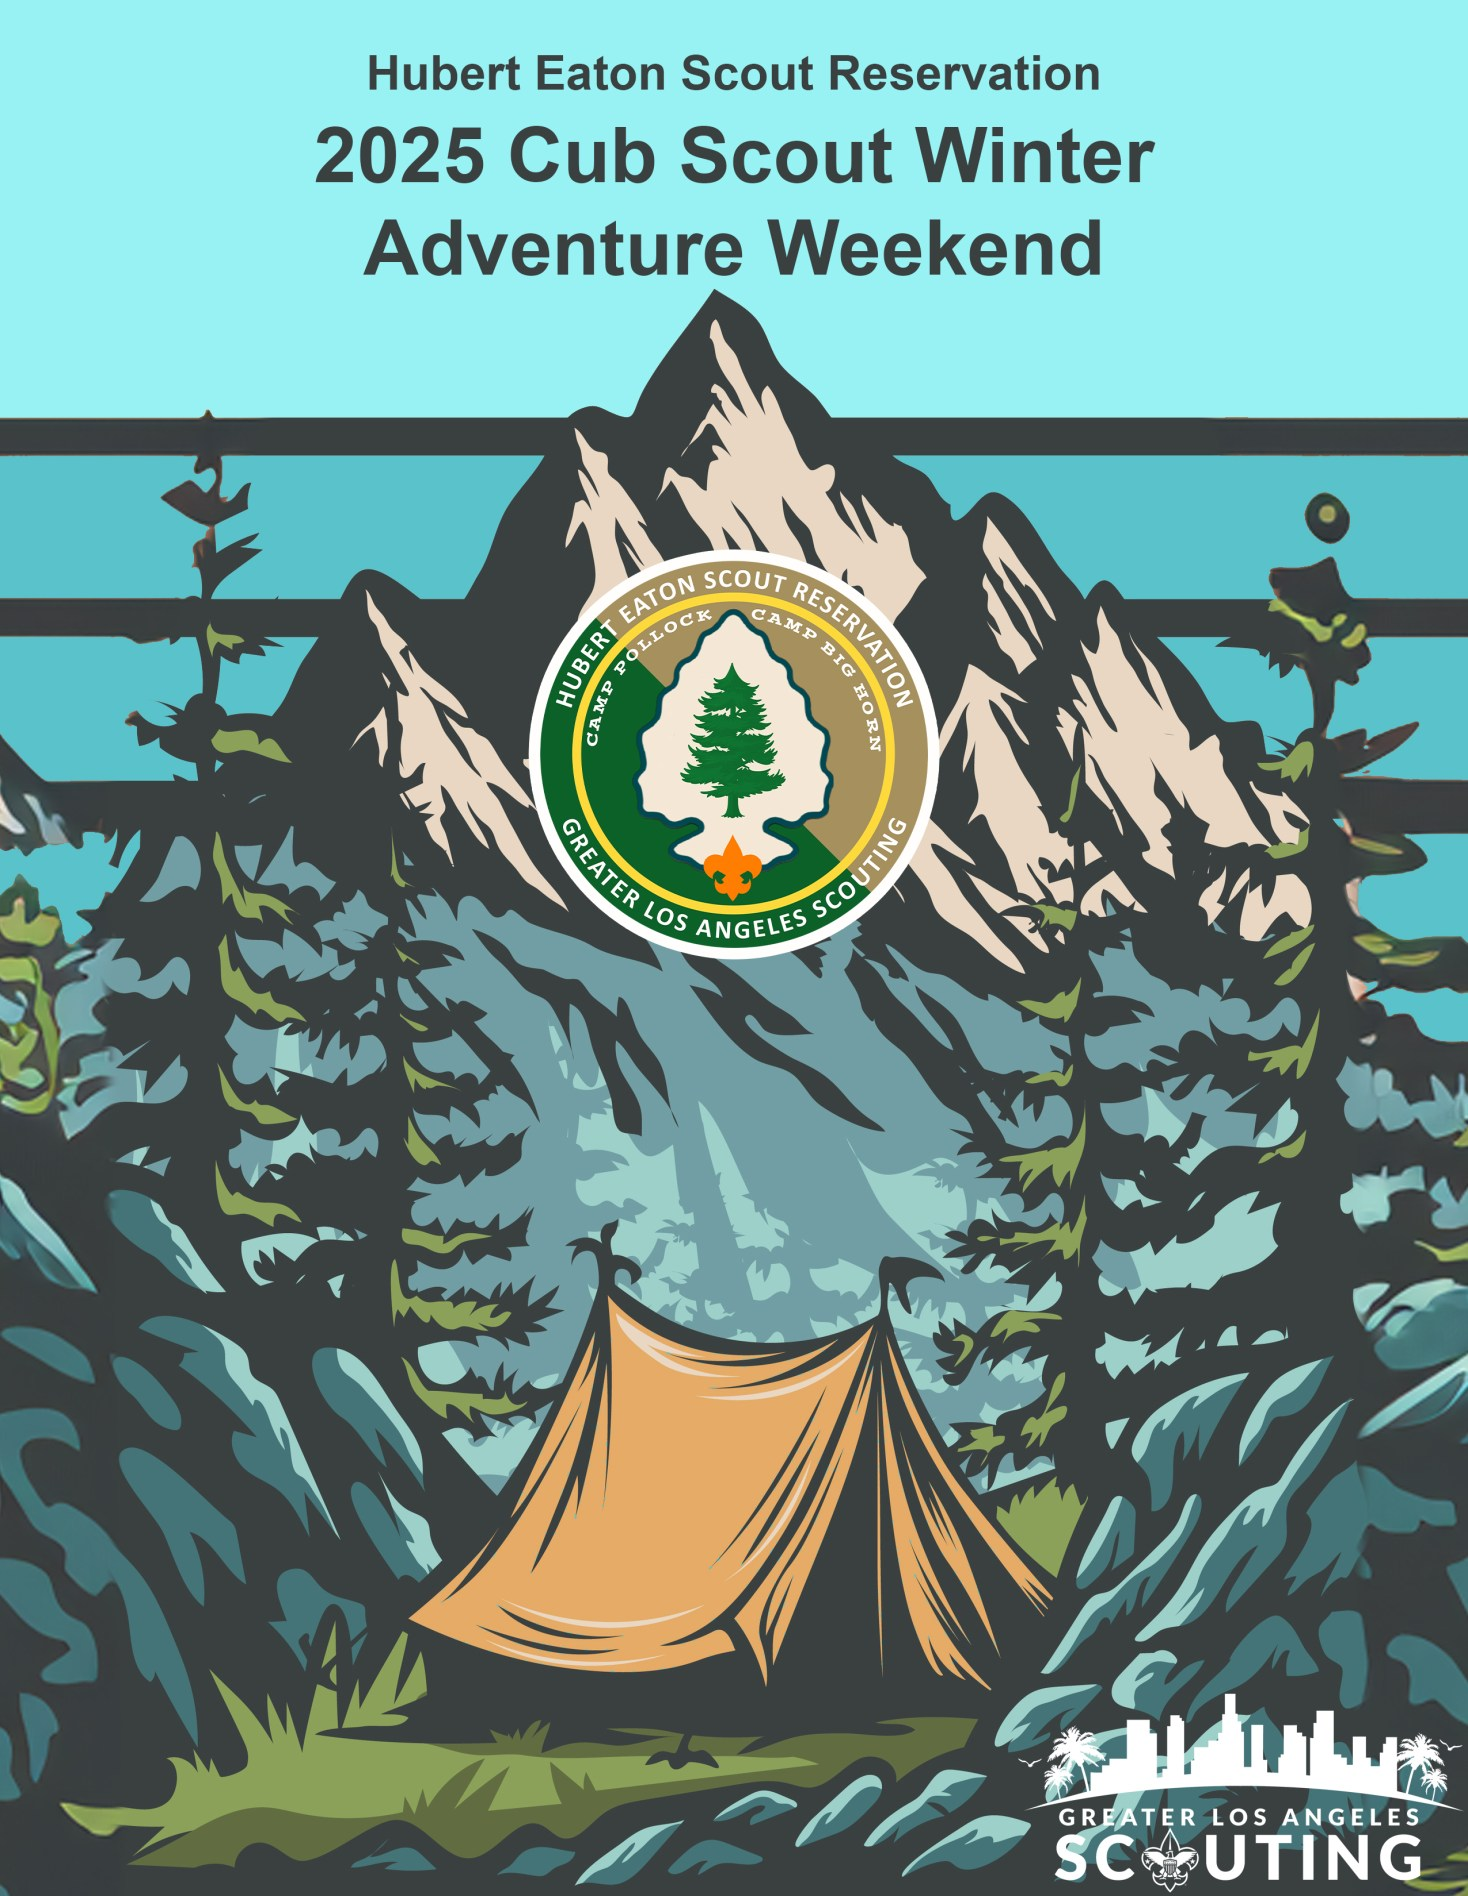 Hubert Eaton Scout Reservation
2025 Cub Scout Winter
Adventure Weekend
HUBERT EATON SCOUT RESERVATION
CAMP POLLOCK CAMP BIG HORN
GREATER LOS ANGELES SCOUTING
GREATER LOS ANGELES
SCOUTING